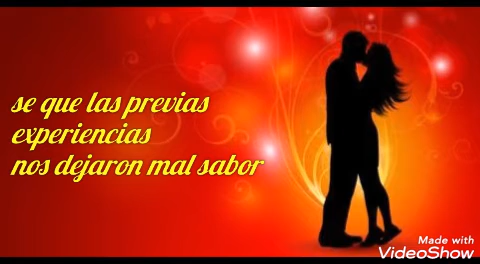 se que las previas
experiencias
nos dejaron mal sabor
Made with
VideoShow